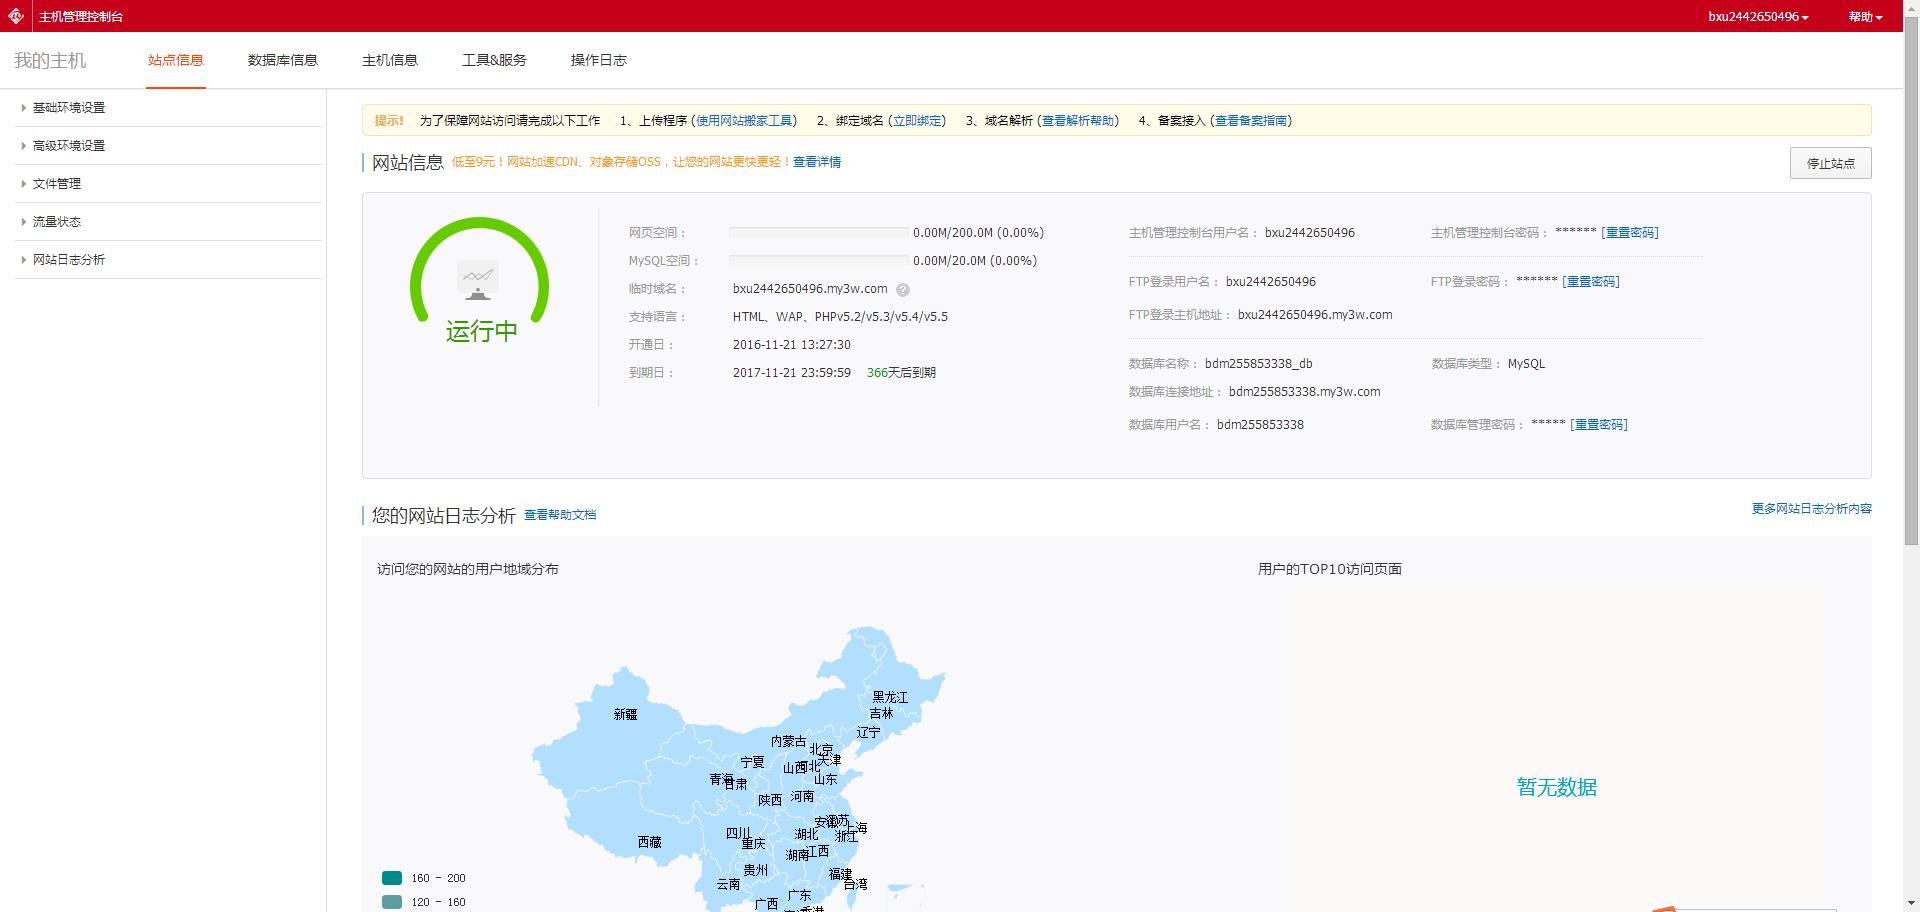 主机管理控制台
bxu2442650496
帮助
我的主机
站点信息
数据库信息
主机信息
工具&服务
操作日志
基础环境设置
高级环境设置
文件管理
流量状态
网站日志分析
提示! 为了保障网站访问请完成以下工作 1、上传程序 (使用网站搬家工具) 2、绑定域名 (立即绑定) 3、域名解析 (查看解析帮助) 4、备案接入 (查看备案指南)
网站信息 低至9元！网站加速CDN、对象存储OSS，让您的网站更快更轻！查看详情
停止站点
运行中
网页空间： 0.00M/200.0M (0.00%)
MySQL空间： 0.00M/20.0M (0.00%)
临时域名： bxu2442650496.my3w.com ?
支持语言： HTML、WAP、PHPv5.2/v5.3/v5.4/v5.5
开通日： 2016-11-21 13:27:30
到期日： 2017-11-21 23:59:59 366天后到期
主机管理控制台用户名： bxu2442650496 主机管理控制台密码： ****** [重置密码]
FTP登录用户名： bxu2442650496 FTP登录密码： ****** [重置密码]
FTP登录主机地址： bxu2442650496.my3w.com
数据库名称： bdm255853338_db 数据库类型： MySQL
数据库连接地址： bdm255853338.my3w.com
数据库用户名： bdm255853338 数据库管理密码： ***** [重置密码]
您的网站日志分析 查看帮助文档
更多网站日志分析内容
访问您的网站的用户地域分布
用户的TOP10访问页面
黑龙江
吉林
新疆
辽宁
内蒙古
北京
天津
宁夏
山西
河北
青海
甘肃
山东
陕西
河南
安徽
江苏
上海
四川
湖北
浙江
西藏
重庆
湖南
江西
贵州
福建
云南
台湾
广东
广西
香港
暂无数据
160 - 200
120 - 160